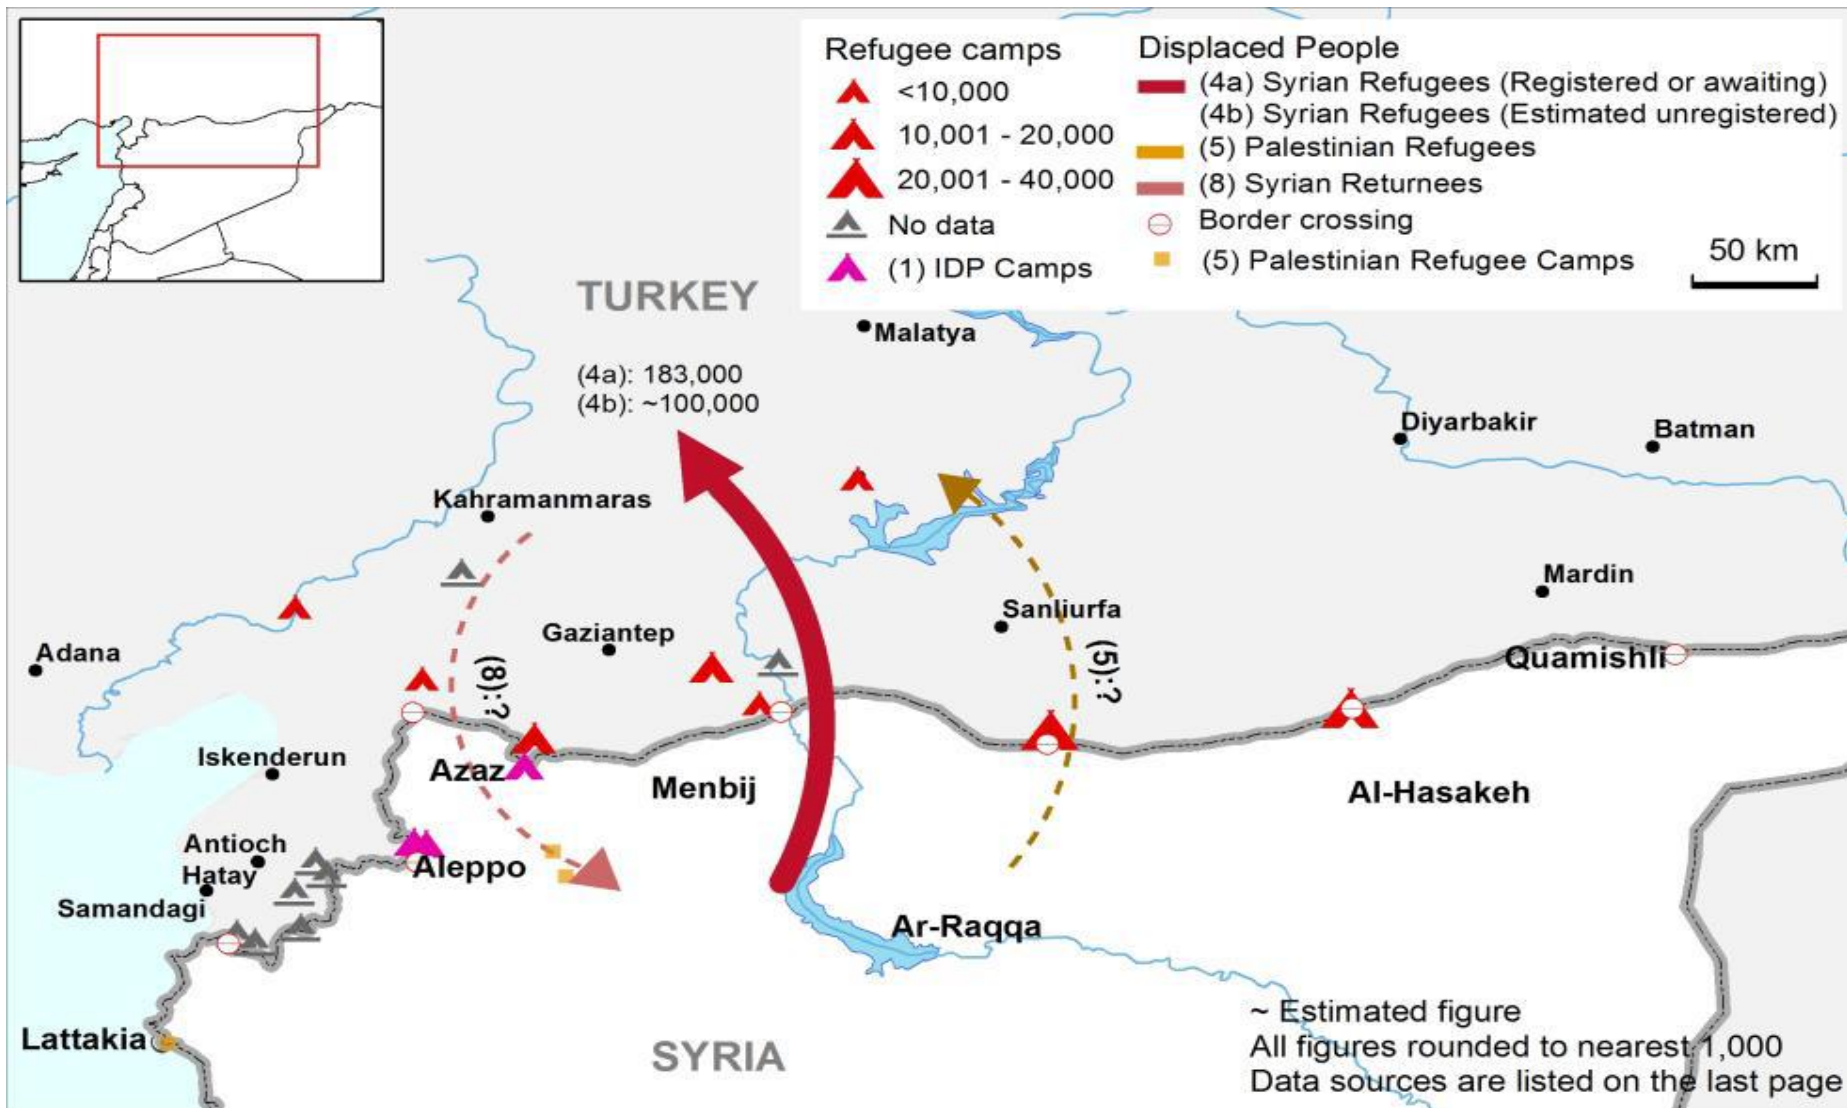 Refugee camps
<10,000
10,001 - 20,000
20,001 - 40,000
No data
(1) IDP Camps
Displaced People
(4a) Syrian Refugees (Registered or awaiting)
(4b) Syrian Refugees (Estimated unregistered)
(5) Palestinian Refugees
(8) Syrian Returnees
Border crossing
(5) Palestinian Refugee Camps
50 km
TURKEY
Malatya
(4a): 183,000
(4b): ~100,000
Diyarbakir
Batman
Kahramanmaras
Mardin
Sanliurfa
Gaziantep
Adana
(8):?
(5):?
Quamishli
Iskenderun
Azaz
Menbij
Al-Hasakeh
Antioch
Hatay
Aleppo
Samandagi
Ar-Raqqa
Lattakia
SYRIA
~ Estimated figure
All figures rounded to nearest 1,000
Data sources are listed on the last page